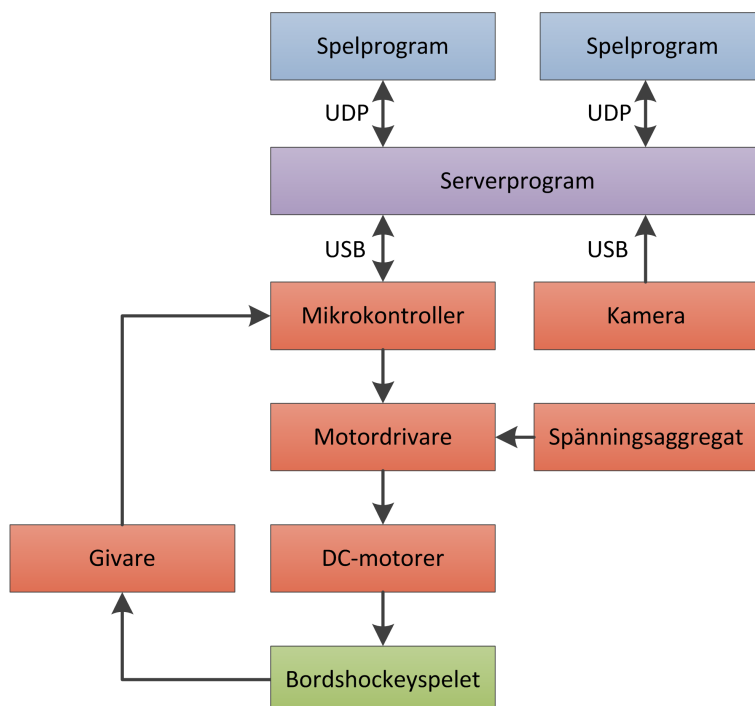 Spelprogram
Spelprogram
UDP
UDP
Serverprogram
USB
USB
Mikrokontroller
Kamera
Motordrivare
Spänningsaggregat
Givare
DC-motorer
Bordshockeyspelet